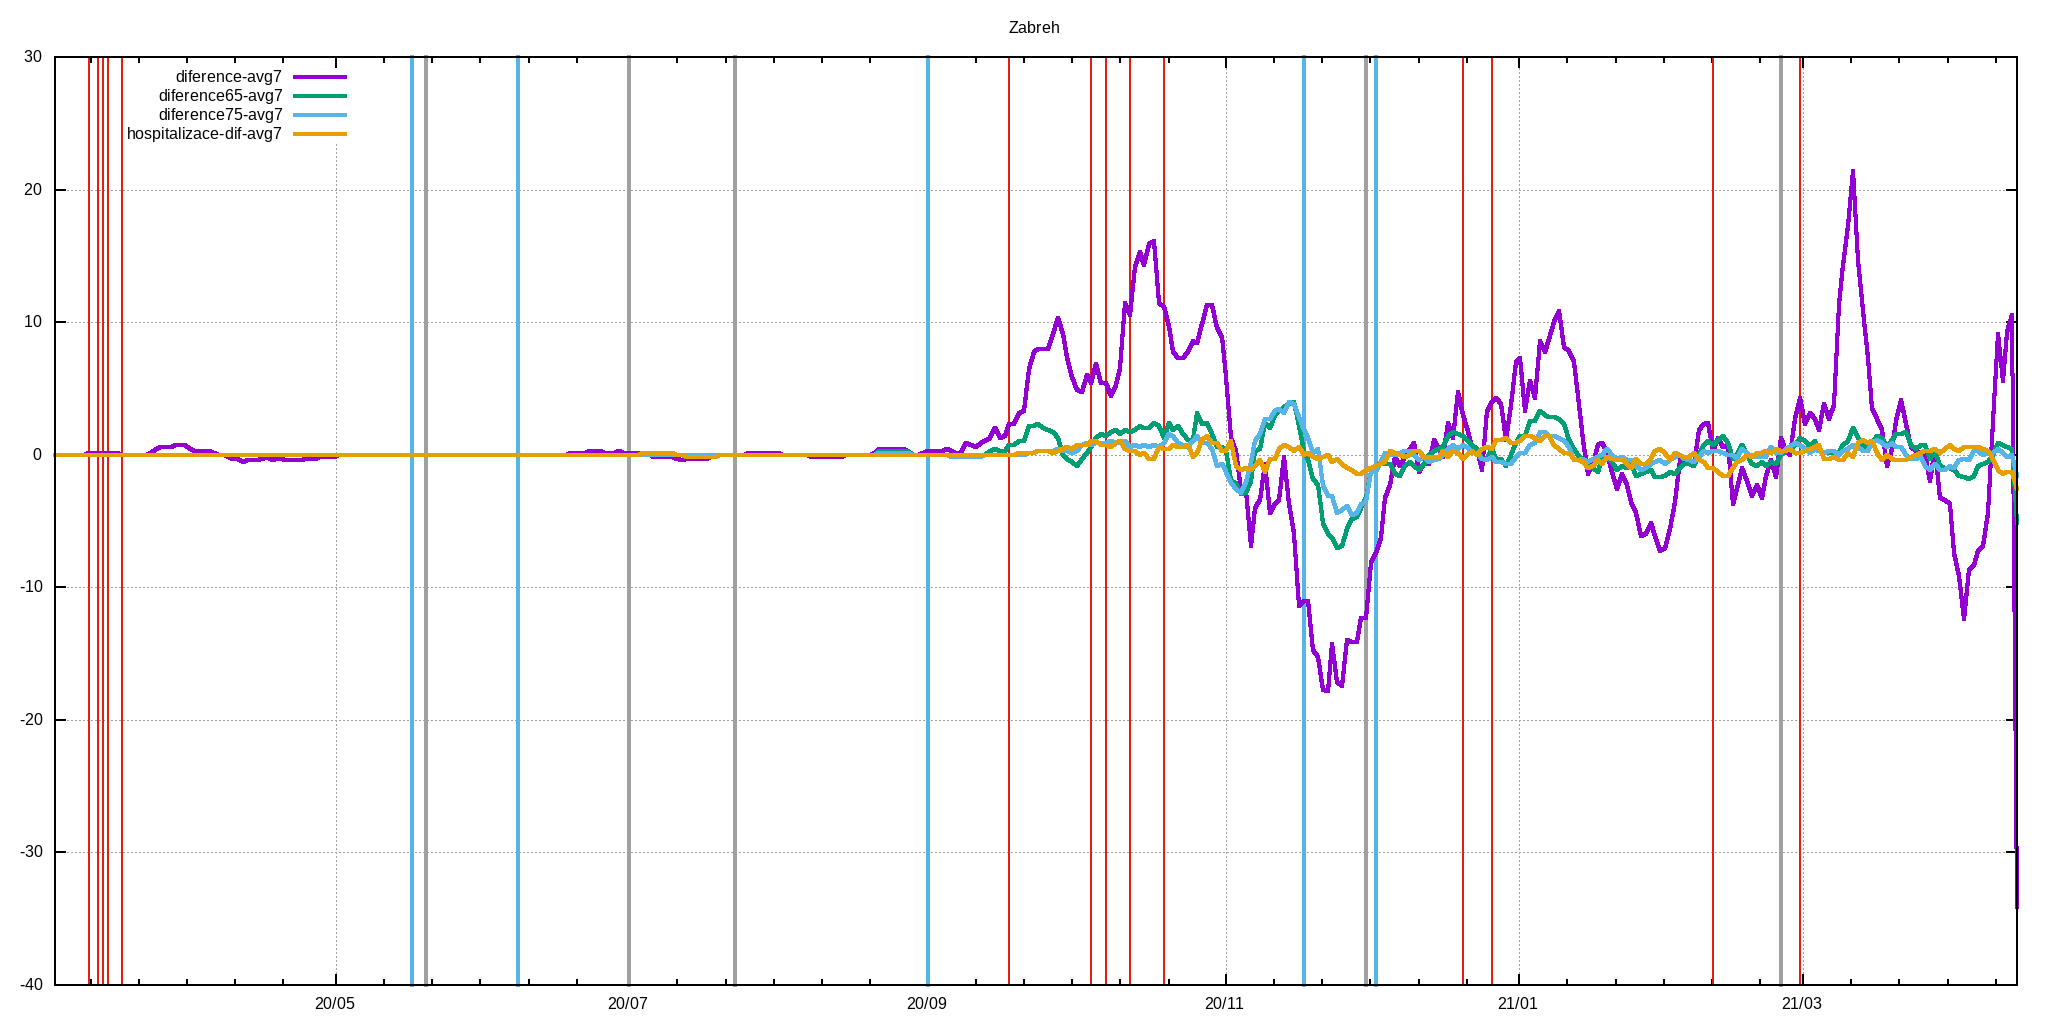 Zabreh
diference-avg7
diference65-avg7
diference75-avg7
hospitalizace-dif-avg7
30
20
10
0
-10
-20
-30
-40
20/05 20/07 20/09 20/11 21/01 21/03